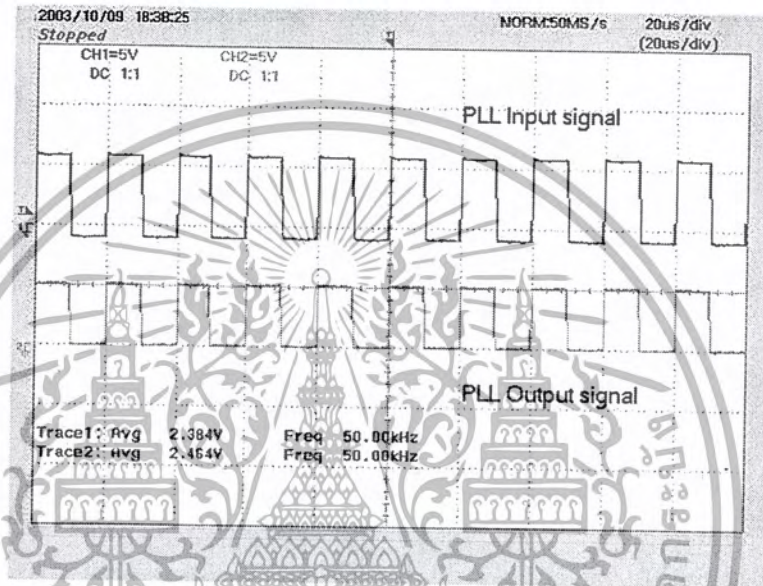 2003/10/09 18:38:25 NORM:50MS/s 20us/div
Stopped (20us/div)
CH1=5V CH2=5V
DC 1:1 DC 1:1
PLL Input signal
PLL Output signal
Trace1: Avg 2.384V Freq 50.00kHz
Trace2: Avg 2.464V Freq 50.00kHz